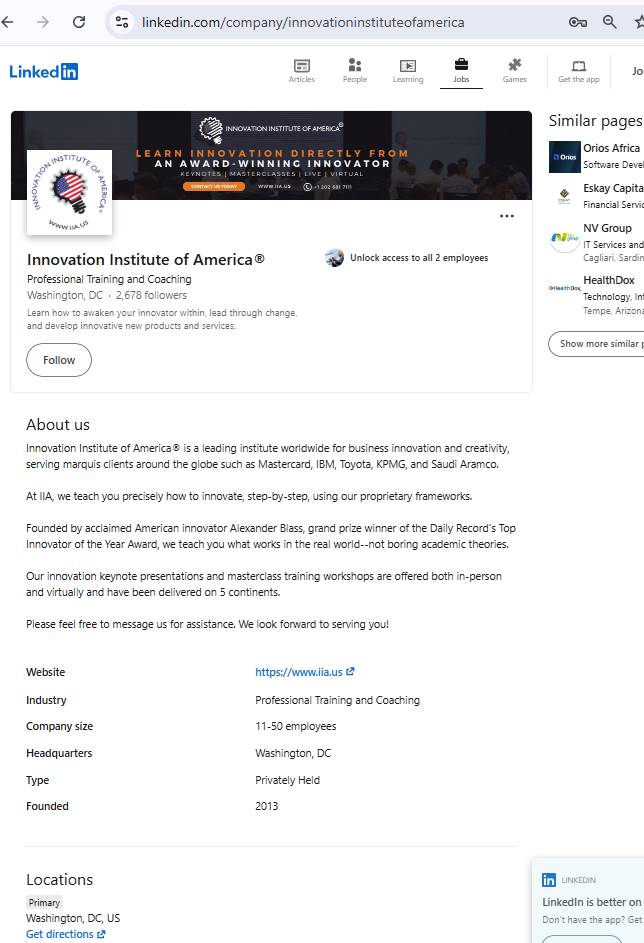 linkedin.com/company/innovationinstituteofamerica
LinkedIn
Articles
People
Learning
Jobs
Games
Get the app
INNOVATION INSTITUTE OF AMERICA®
LEARN INNOVATION DIRECTLY FROM
AN AWARD-WINNING INNOVATOR
KEYNOTES | MASTERCLASSES | LIVE | VIRTUAL
CONTACT US TODAY
WWW.IIA.US
+1 202 681 7111
INNOVATION INSTITUTE OF AMERICA®
WWW.IIA.US
Innovation Institute of America®
Professional Training and Coaching
Washington, DC · 2,678 followers
Learn how to awaken your innovator within, lead through change,
and develop innovative new products and services.
Unlock access to all 2 employees
Follow
Similar pages
Orios
Orios Africa
Software Deve
Eskay Capita
Financial Servic
NV Group
IT Services and
Cagliari, Sardin
HealthDox
HealthDox
Technology, In
Tempe, Arizona
Show more similar p
About us
Innovation Institute of America® is a leading institute worldwide for business innovation and creativity,
serving marquis clients around the globe such as Mastercard, IBM, Toyota, KPMG, and Saudi Aramco.
At IIA, we teach you precisely how to innovate, step-by-step, using our proprietary frameworks.
Founded by acclaimed American innovator Alexander Blass, grand prize winner of the Daily Record's Top
Innovator of the Year Award, we teach you what works in the real world--not boring academic theories.
Our innovation keynote presentations and masterclass training workshops are offered both in-person
and virtually and have been delivered on 5 continents.
Please feel free to message us for assistance. We look forward to serving you!
Website
https://www.iia.us
Industry
Professional Training and Coaching
Company size
11-50 employees
Headquarters
Washington, DC
Type
Privately Held
Founded
2013
Locations
Primary
Washington, DC, US
Get directions
in LINKEDIN
LinkedIn is better on
Don't have the app? Get